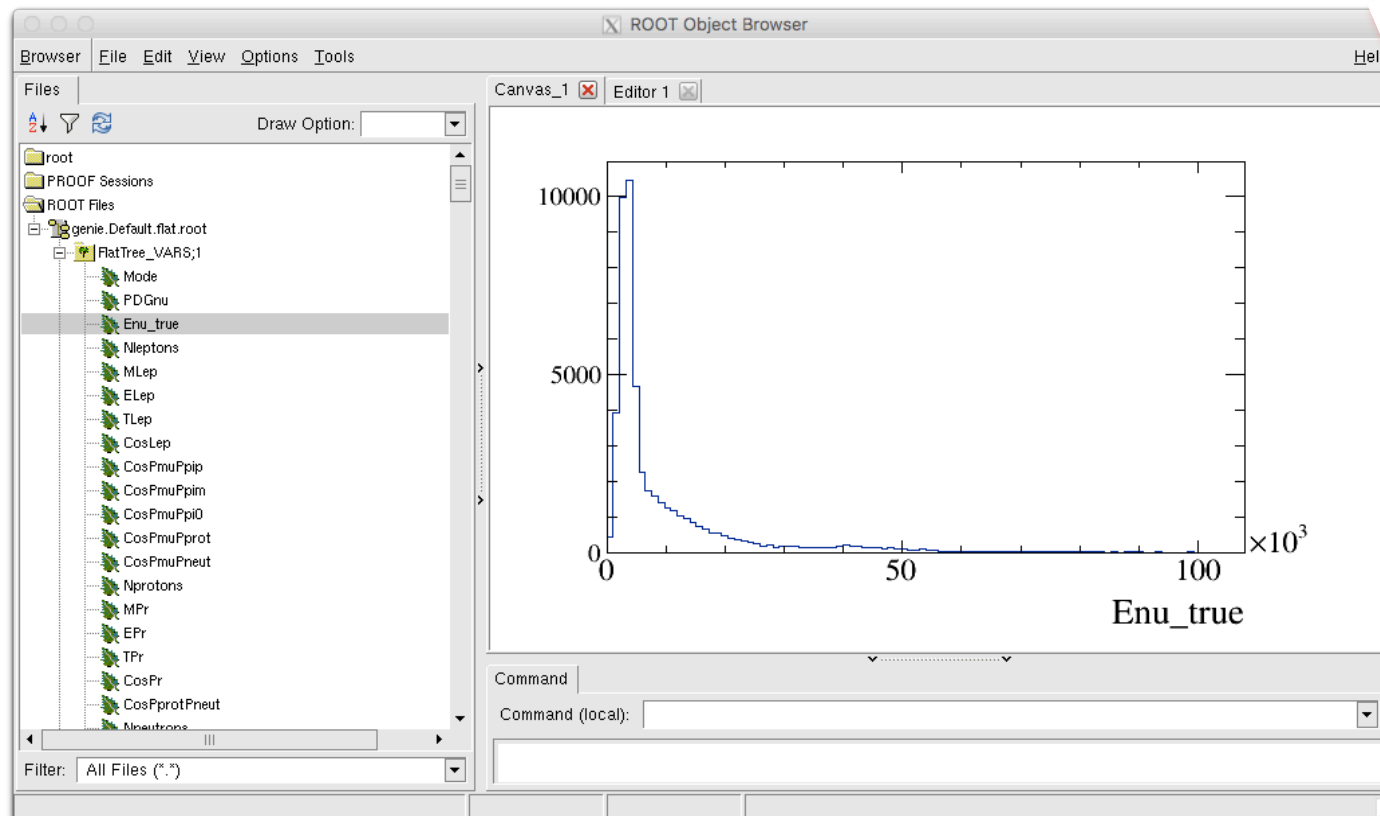 ROOT Object Browser
Browser File Edit View Options Tools Hel
Files
Draw Option:
root
PROOF Sessions
ROOT Files
genie.Default.flat.root
FlatTree_VARS;1
Mode
PDGnu
Enu_true
Nleptons
MLep
ELep
TLep
CosLep
CosPmuPpip
CosPmuPpim
CosPmuPpi0
CosPmuPprot
CosPmuPneut
Nprotons
MPr
EPr
TPr
CosPr
CosPprotPneut
Nneutrons
Filter: All Files (*.*)
Canvas_1 Editor 1
10000
5000
0
0 50 100 ×10³
Enu_true
Command
Command (local):